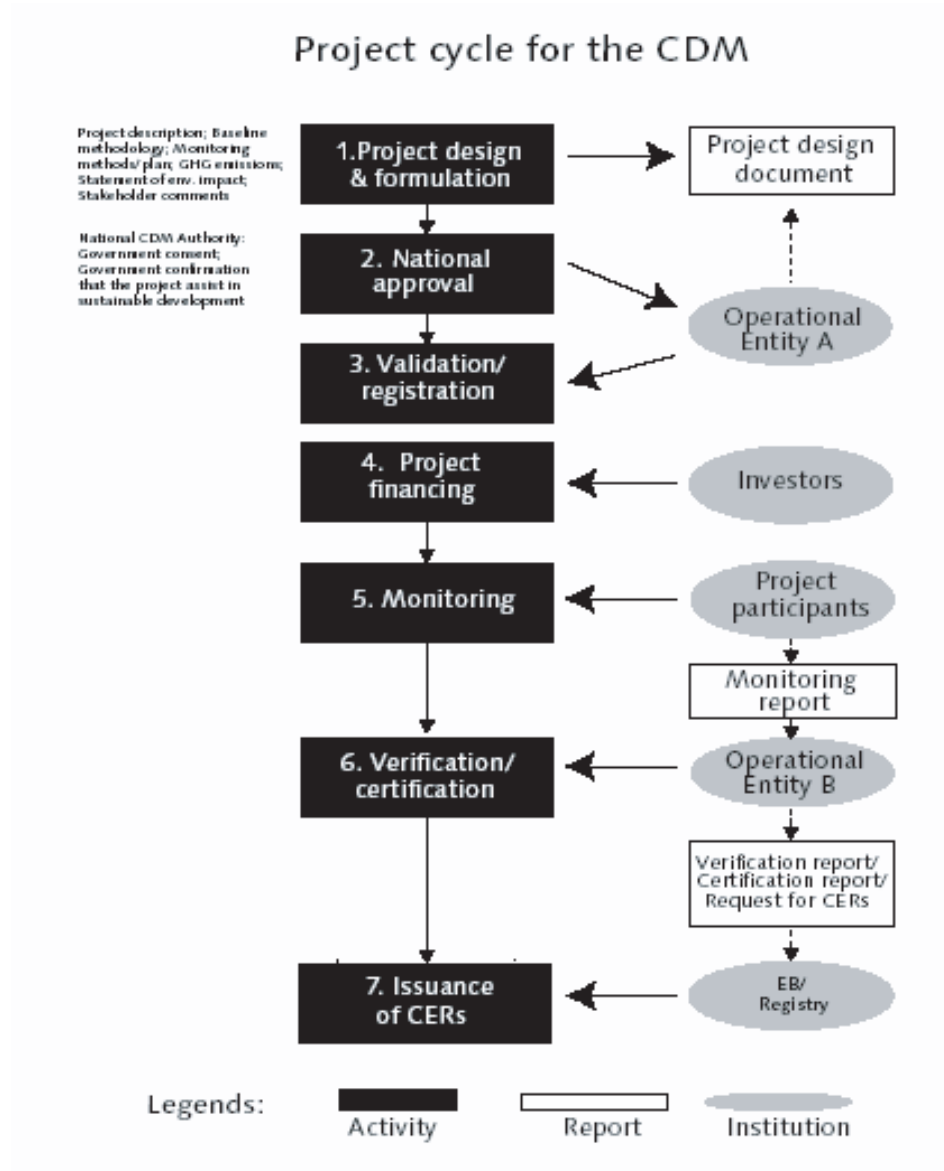 Project cycle for the CDM
Project description; Baseline
methodology; Monitoring
methods/plan; GHG emissions;
Statement of env. impact;
Stakeholder comments
1.Project design
& formulation
Project design
document
National CDM Authority:
Government consent;
Government confirmation
that the project assist in
sustainable development
2. National
approval
Operational
Entity A
3. Validation/
registration
4. Project
financing
Investors
5. Monitoring
Project
participants
Monitoring
report
6. Verification/
certification
Operational
Entity B
Verification report/
Certification report/
Request for CERs
7. Issuance
of CERs
EB/
Registry
Legends:
Activity
Report
Institution